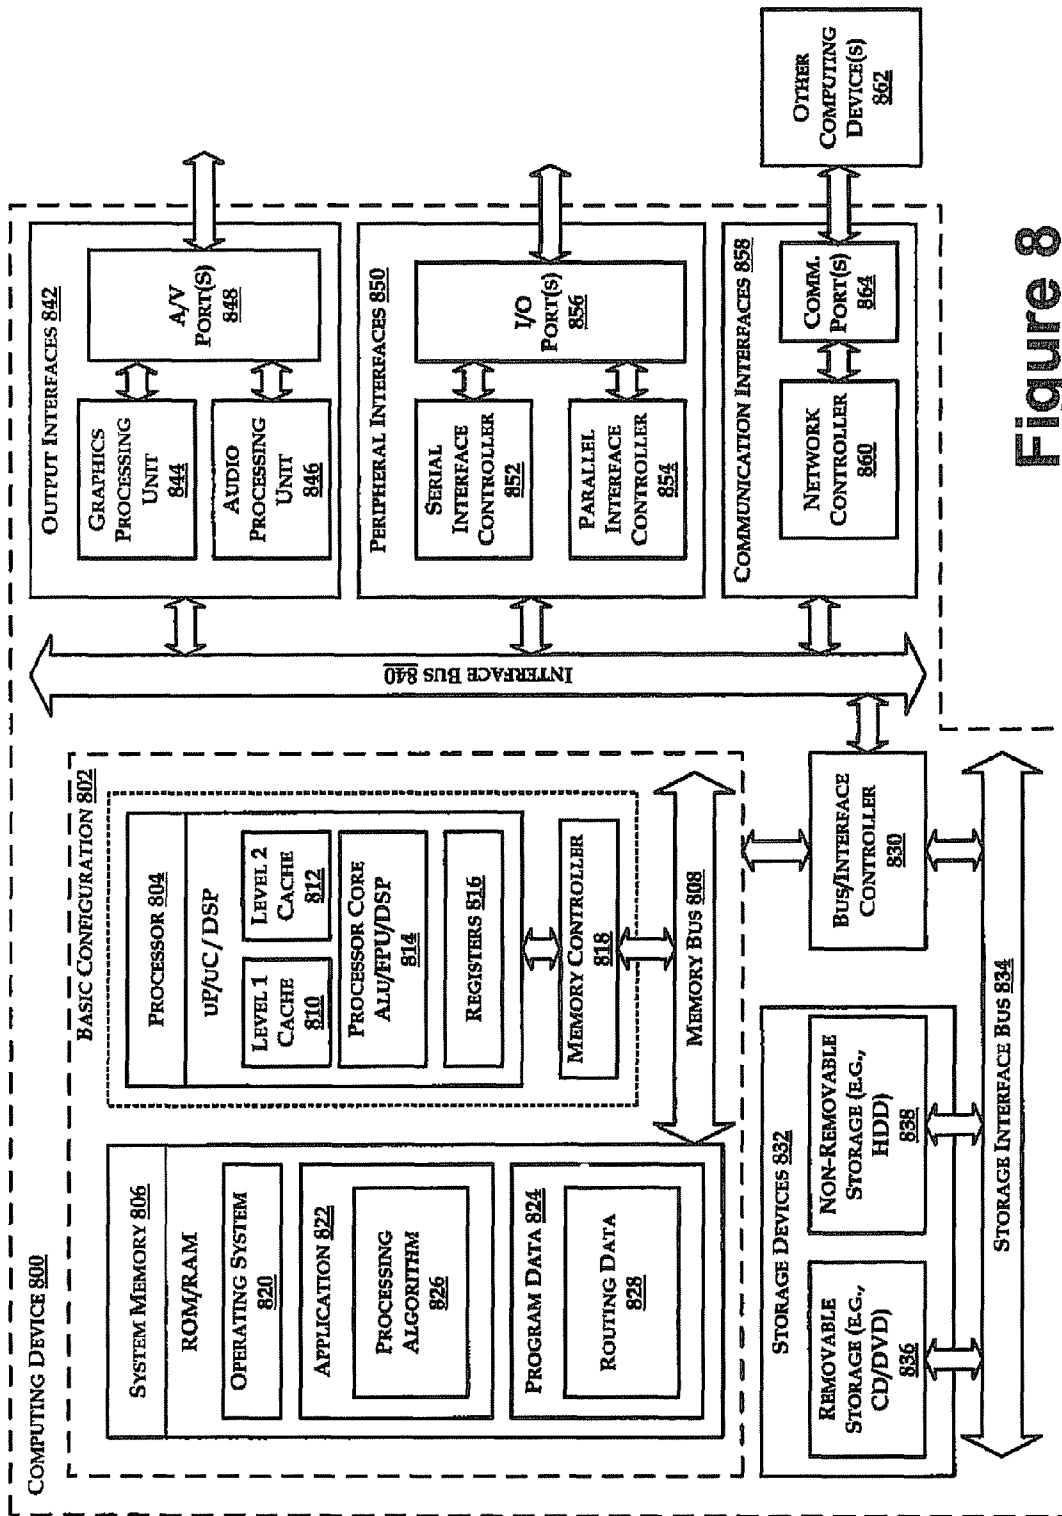 COMPUTING DEVICE 800
BASIC CONFIGURATION 802
SYSTEM MEMORY 806
ROM/RAM
OPERATING SYSTEM
820
APPLICATION 822
PROCESSING
ALGORITHM
826
PROGRAM DATA 824
ROUTING DATA
828
PROCESSOR 804
uP/uC/DSP
LEVEL 1
CACHE
810
LEVEL 2
CACHE
812
PROCESSOR CORE
ALU/FPU/DSP
814
REGISTERS 816
MEMORY CONTROLLER
818
MEMORY BUS 808
STORAGE DEVICES 832
REMOVABLE
STORAGE (E.G.,
CD/DVD)
836
NON-REMOVABLE
STORAGE (E.G.,
HDD)
838
STORAGE INTERFACE BUS 834
BUS/INTERFACE
CONTROLLER
830
INTERFACE BUS 840
OUTPUT INTERFACES 842
GRAPHICS
PROCESSING
UNIT
844
AUDIO
PROCESSING
UNIT
846
A/V
PORT(S)
848
PERIPHERAL INTERFACES 850
SERIAL
INTERFACE
CONTROLLER
852
PARALLEL
INTERFACE
CONTROLLER
854
I/O
PORT(S)
856
COMMUNICATION INTERFACES 858
NETWORK
CONTROLLER
860
COMM.
PORT(S)
864
OTHER
COMPUTING
DEVICE(S)
862
Figure 8